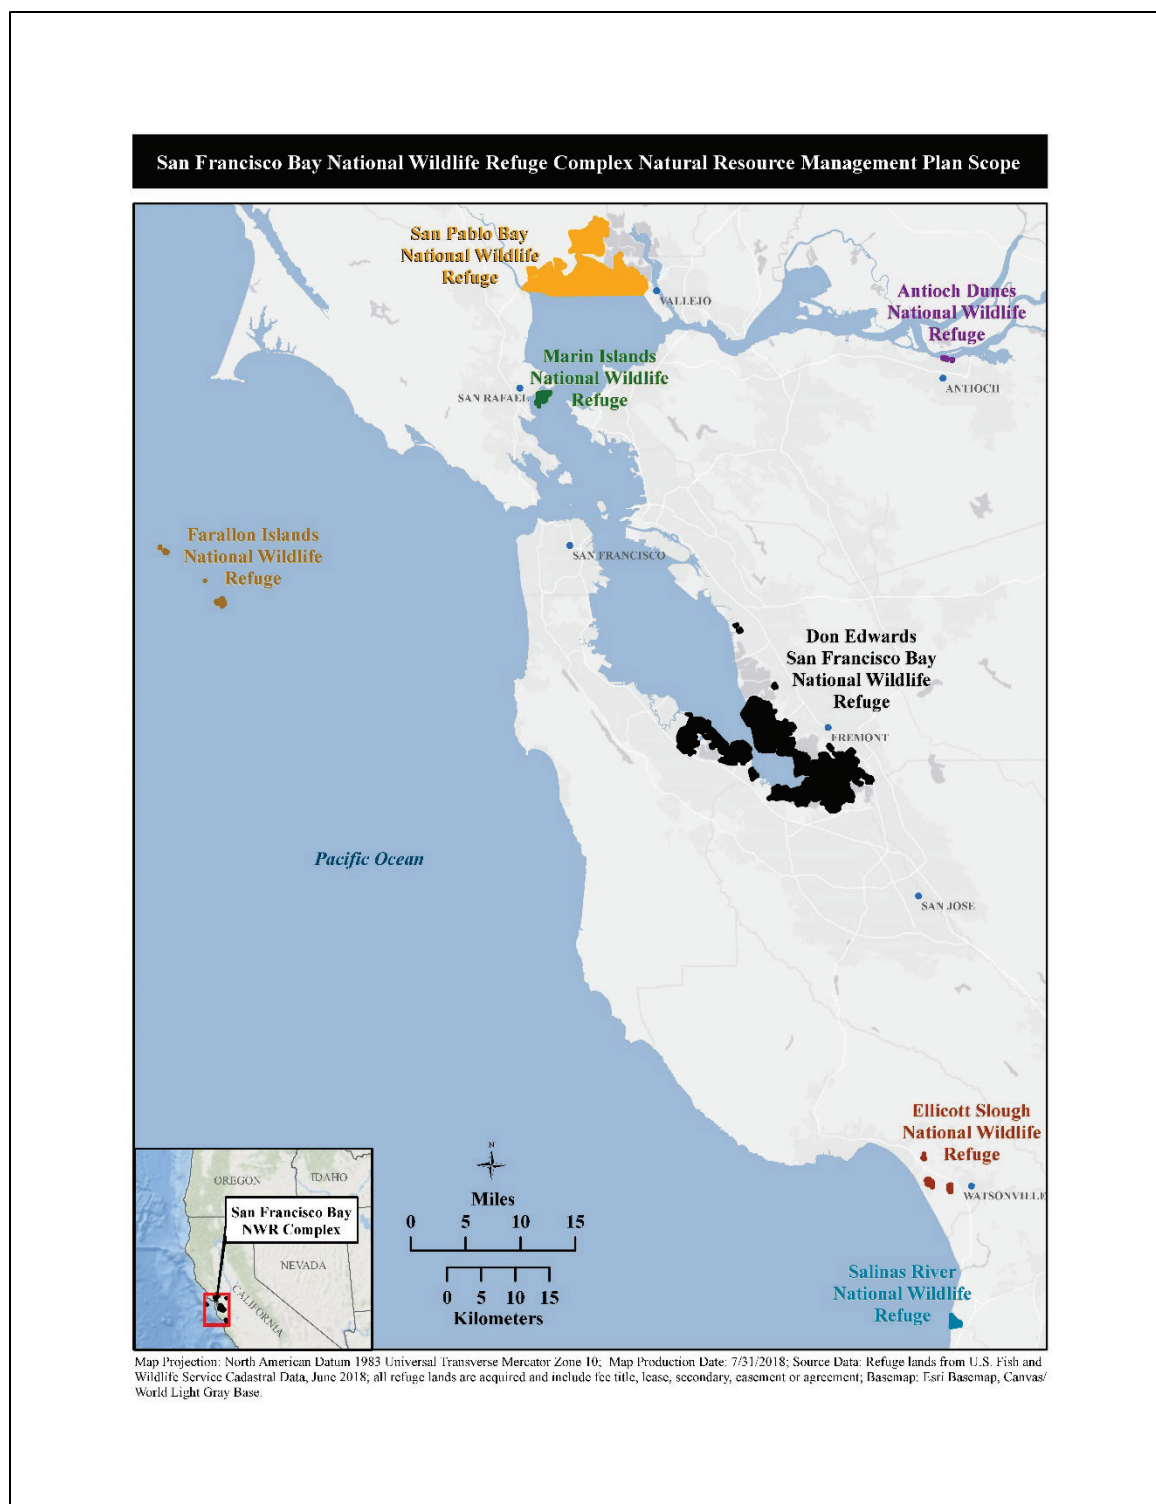 San Francisco Bay National Wildlife Refuge Complex Natural Resource Management Plan Scope
San Pablo Bay
National Wildlife
Refuge
VALLEJO
Antioch Dunes
National Wildlife
Refuge
ANTIOCH
Marin Islands
National Wildlife
Refuge
SAN RAFAEL
Farallon Islands
National Wildlife
Refuge
SAN FRANCISCO
Don Edwards
San Francisco Bay
National Wildlife
Refuge
FREMONT
Pacific Ocean
SAN JOSE
Ellicott Slough
National Wildlife
Refuge
WATSONVILLE
Salinas River
National Wildlife
Refuge
N
Miles
0 5 10 15
0 5 10 15
Kilometers
OREGON
IDAHO
San Francisco Bay
NWR Complex
NEVADA
CALIFORNIA
Map Projection: North American Datum 1983 Universal Transverse Mercator Zone 10; Map Production Date: 7/31/2018; Source Data: Refuge lands from U.S. Fish and
Wildlife Service Cadastral Data, June 2018; all refuge lands are acquired and include fee title, lease, secondary, easement or agreement; Basemap: Esri Basemap, Canvas/
World Light Gray Base.